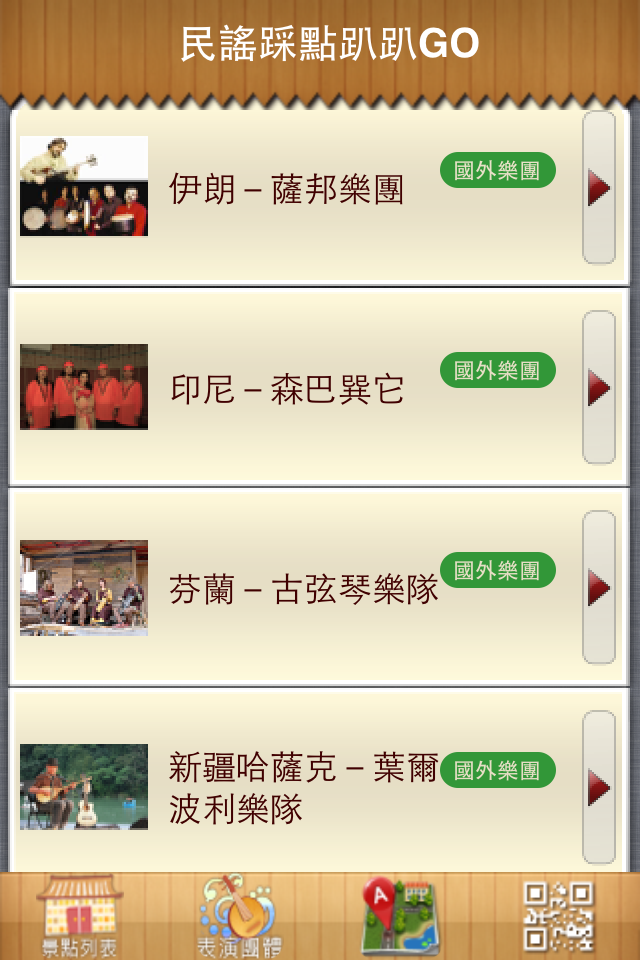 民謠踩點趴趴GO
伊朗 – 薩邦樂團
國外樂團
印尼 – 森巴巽它
國外樂團
芬蘭 – 古弦琴樂隊
國外樂團
新疆哈薩克 – 葉爾
波利樂隊
國外樂團
景點列表
表演團體
A